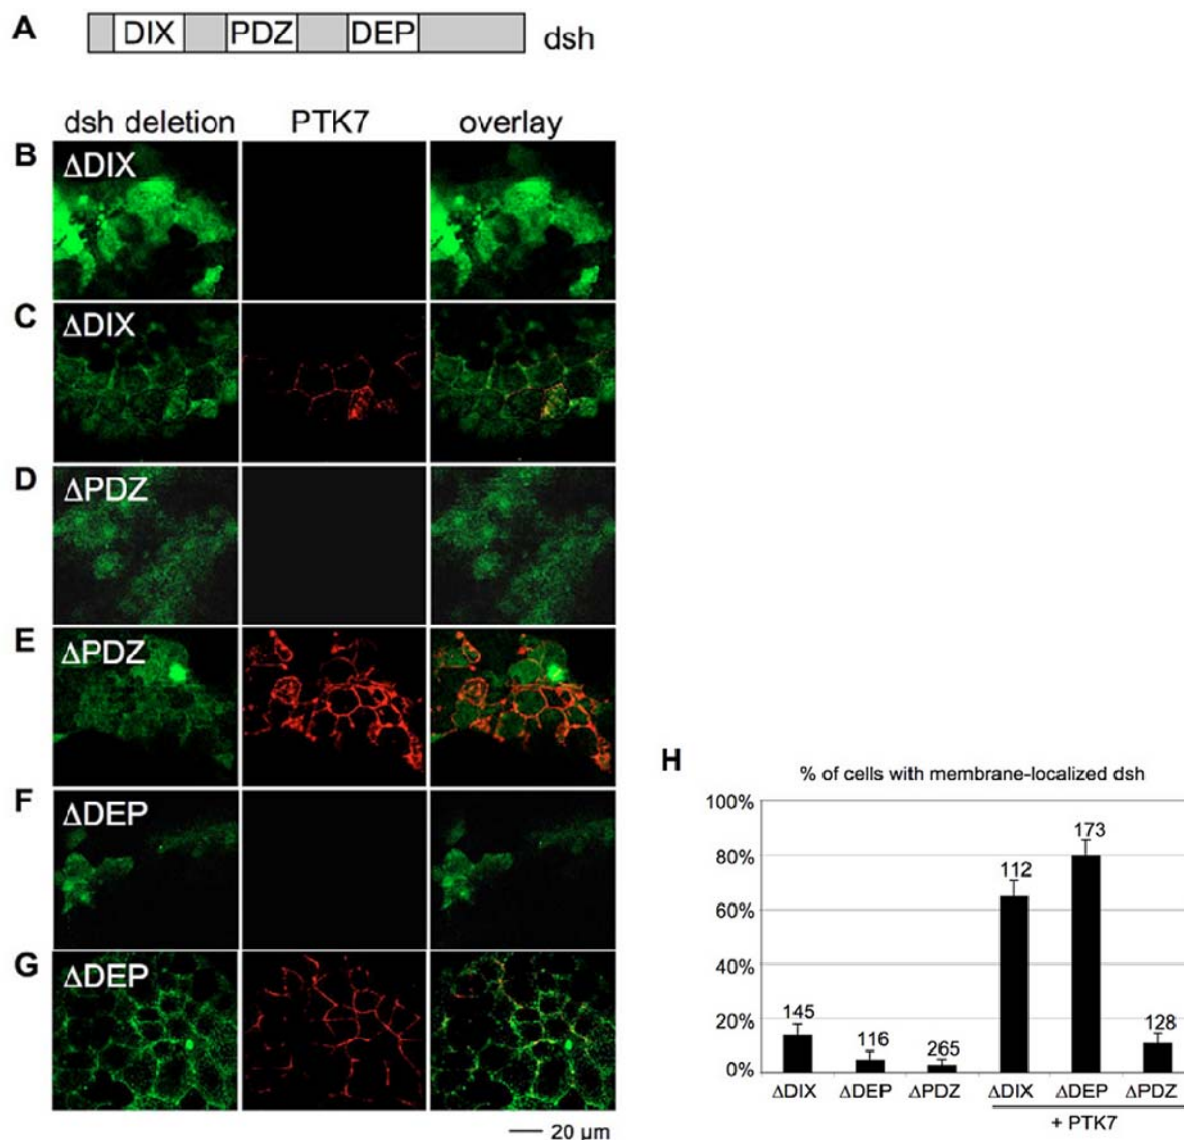 A
DIX PDZ DEP dsh
dsh deletion PTK7 overlay
B
ΔDIX
C
ΔDIX
D
ΔPDZ
E
ΔPDZ
F
ΔDEP
G
ΔDEP
20 μm
H
% of cells with membrane-localized dsh
100%
80%
60%
40%
20%
0%
145
116
265
112
173
128
ΔDIX ΔDEP ΔPDZ ΔDIX ΔDEP ΔPDZ
+ PTK7